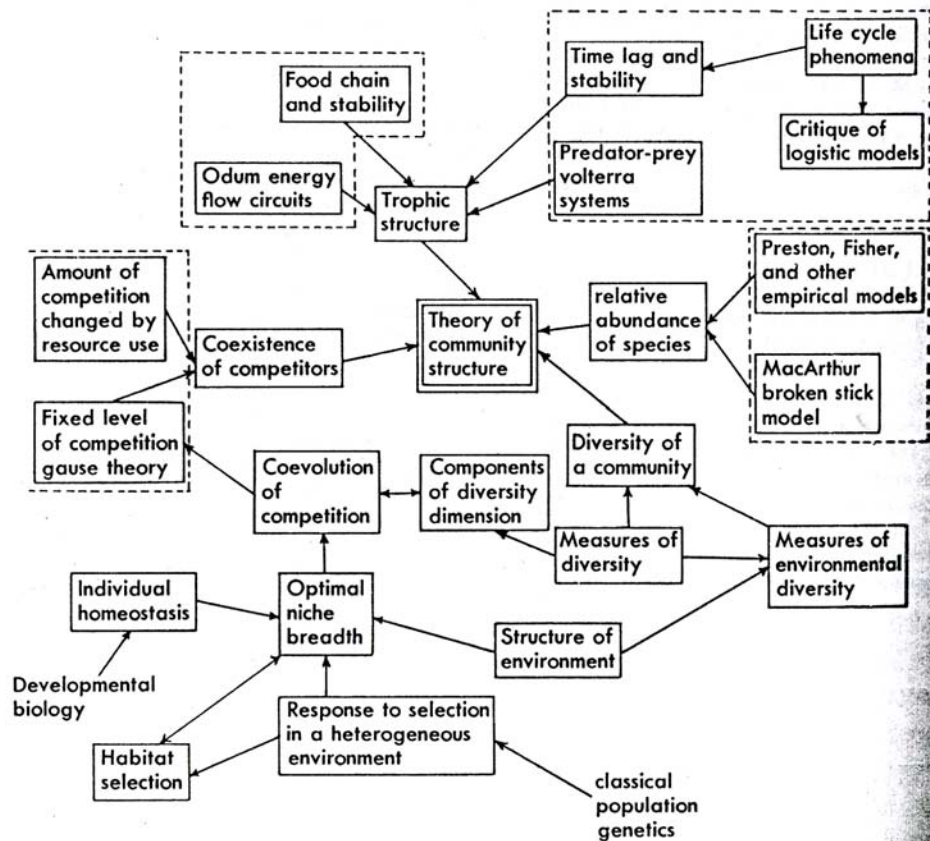 Life cycle
phenomena
Time lag and
stability
Food chain
and stability
Critique of
logistic models
Predator-prey
volterra
systems
Odum energy
flow circuits
Trophic
structure
Preston, Fisher,
and other
empirical models
Amount of
competition
changed by
resource use
relative
abundance
of species
Theory of
community
structure
Coexistence
of competitors
MacArthur
broken stick
model
Fixed level
of competition
gause theory
Diversity of
a community
Coevolution
of
competition
Components
of diversity
dimension
Measures of
diversity
Measures of
environmental
diversity
Individual
homeostasis
Optimal
niche
breadth
Structure of
environment
Developmental
biology
Response to selection
in a heterogeneous
environment
Habitat
selection
classical
population
genetics